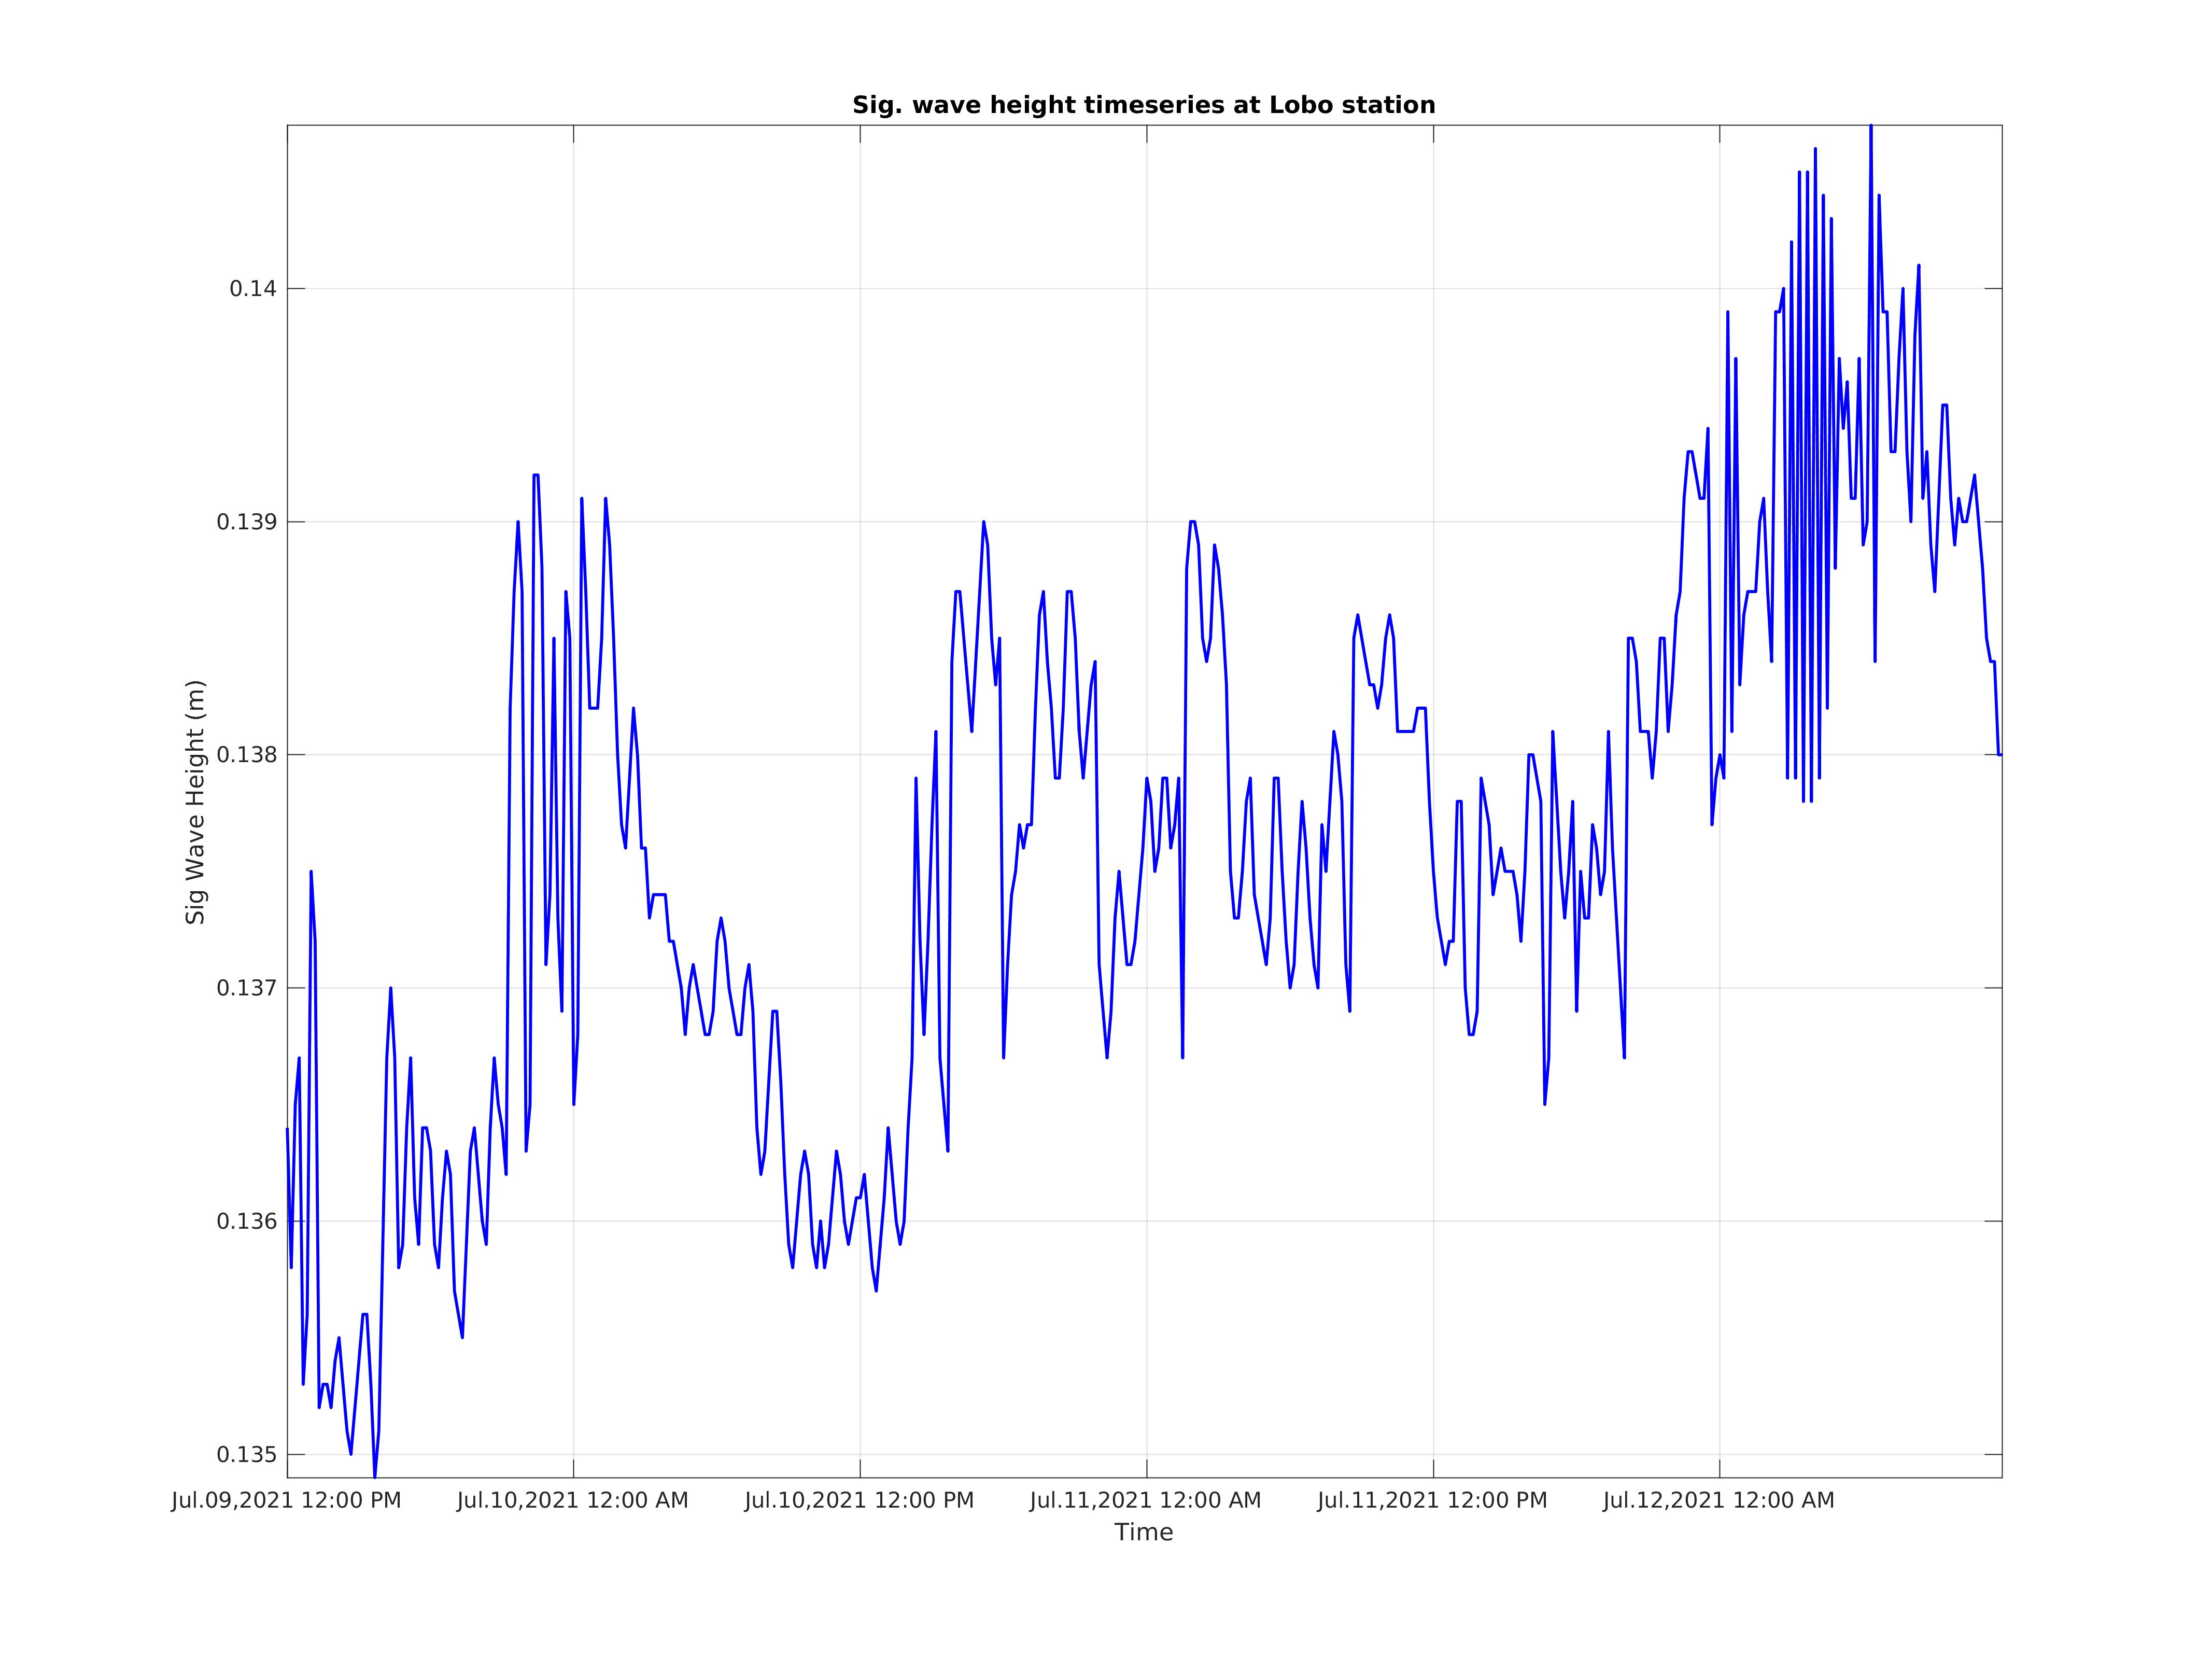 Sig. wave height timeseries at Lobo station
0.14
0.139
0.138
0.137
0.136
0.135
Sig Wave Height (m)
Jul.09,2021 12:00 PM
Jul.10,2021 12:00 AM
Jul.10,2021 12:00 PM
Jul.11,2021 12:00 AM
Jul.11,2021 12:00 PM
Jul.12,2021 12:00 AM
Time